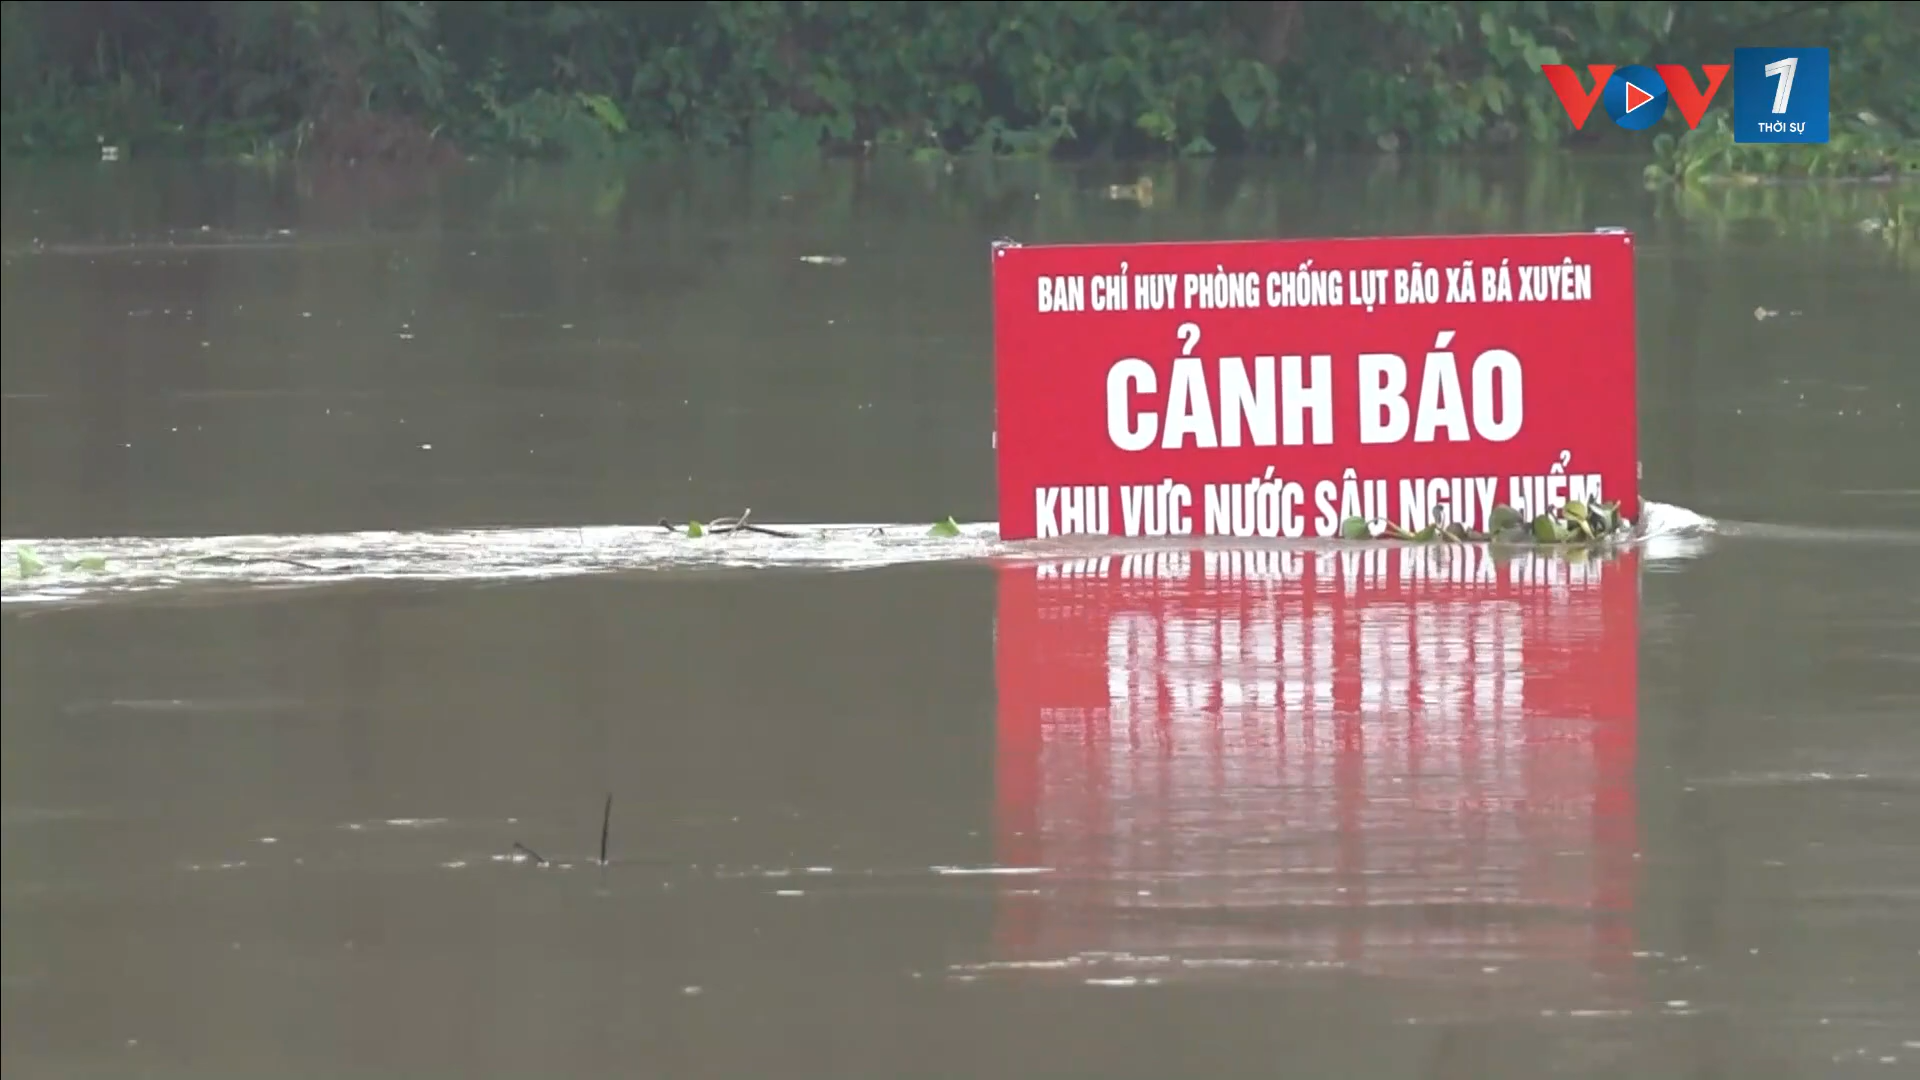 VOV 1
THỜI SỰ
BAN CHỈ HUY PHÒNG CHỐNG LỤT BÃO XÃ BÁ XUYÊN
CẢNH BÁO
KHU VỰC NƯỚC SÂU NGUY HIỂM